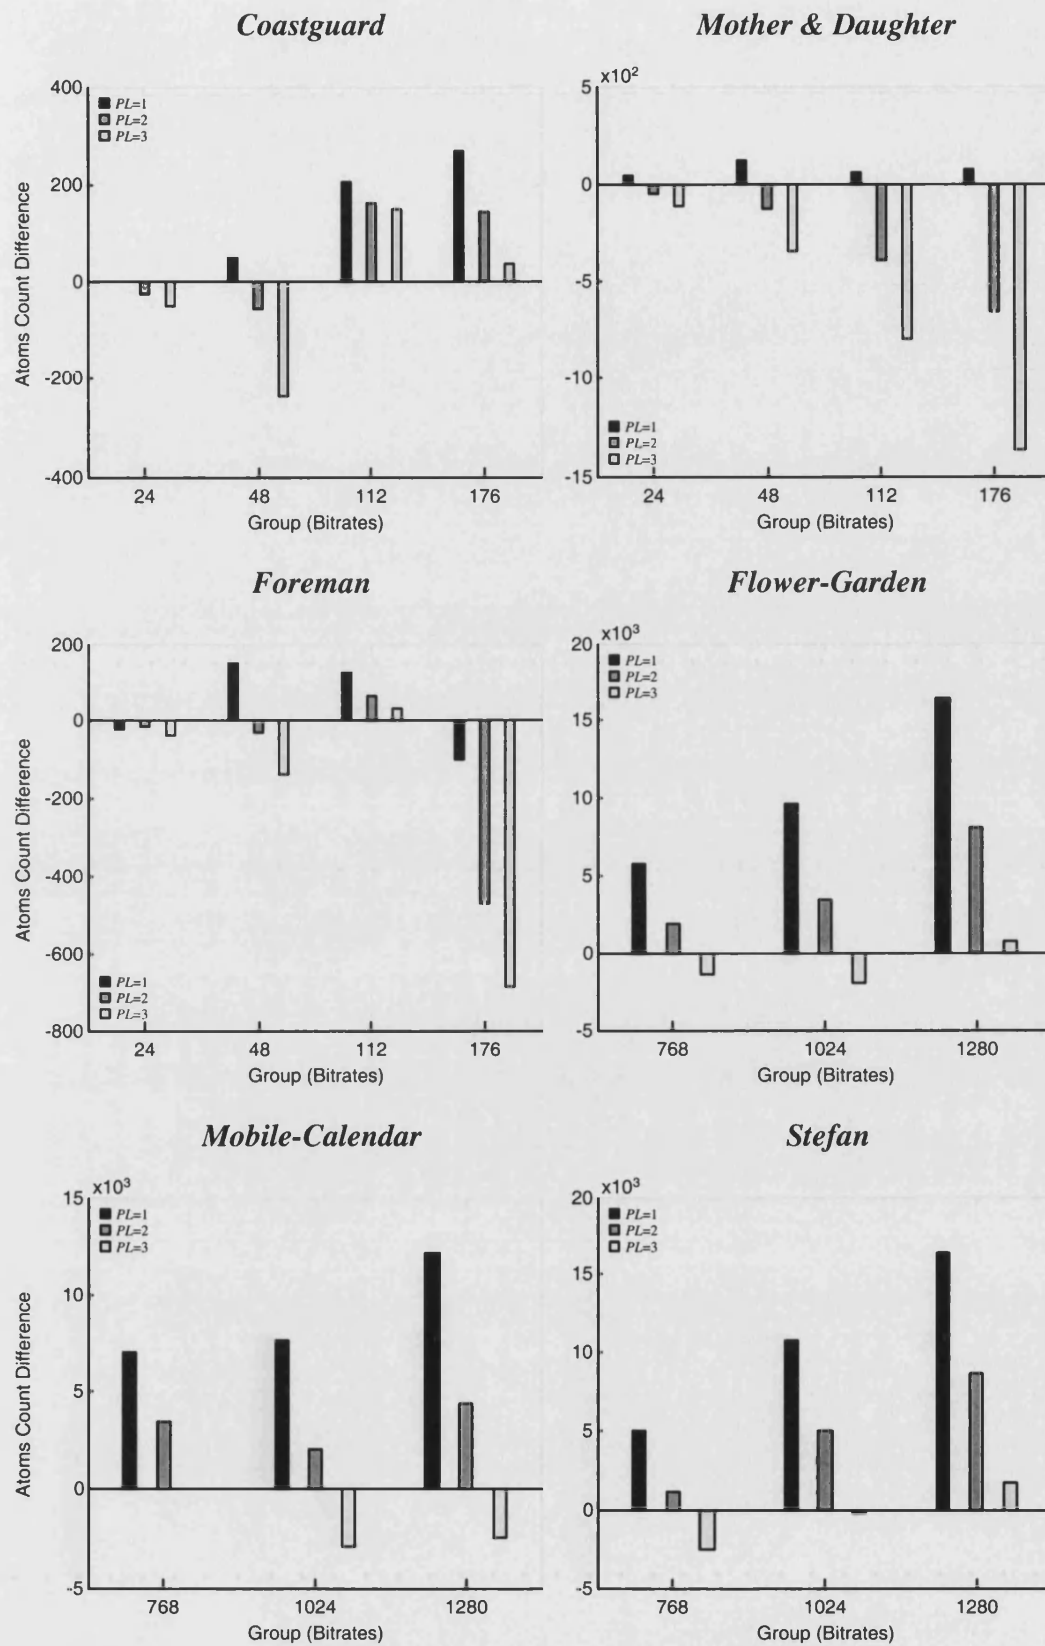 Coastguard
400
200
0
-200
-400
Atoms Count Difference
PL=1
PL=2
PL=3
24 48 112 176
Group (Bitrates)
Mother & Daughter
x10²
5
0
-5
-10
-15
PL=1
PL=2
PL=3
24 48 112 176
Group (Bitrates)
Foreman
200
0
-200
-400
-600
-800
Atoms Count Difference
PL=1
PL=2
PL=3
24 48 112 176
Group (Bitrates)
Flower-Garden
x10³
20
15
10
5
0
-5
PL=1
PL=2
PL=3
768 1024 1280
Group (Bitrates)
Mobile-Calendar
x10³
15
10
5
0
-5
Atoms Count Difference
PL=1
PL=2
PL=3
768 1024 1280
Group (Bitrates)
Stefan
x10³
20
15
10
5
0
-5
PL=1
PL=2
PL=3
768 1024 1280
Group (Bitrates)